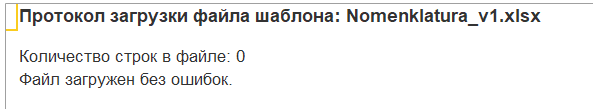 Протокол загрузки файла шаблона: Nomenklatura_v1.xlsx
Количество строк в файле: 0
Файл загружен без ошибок.